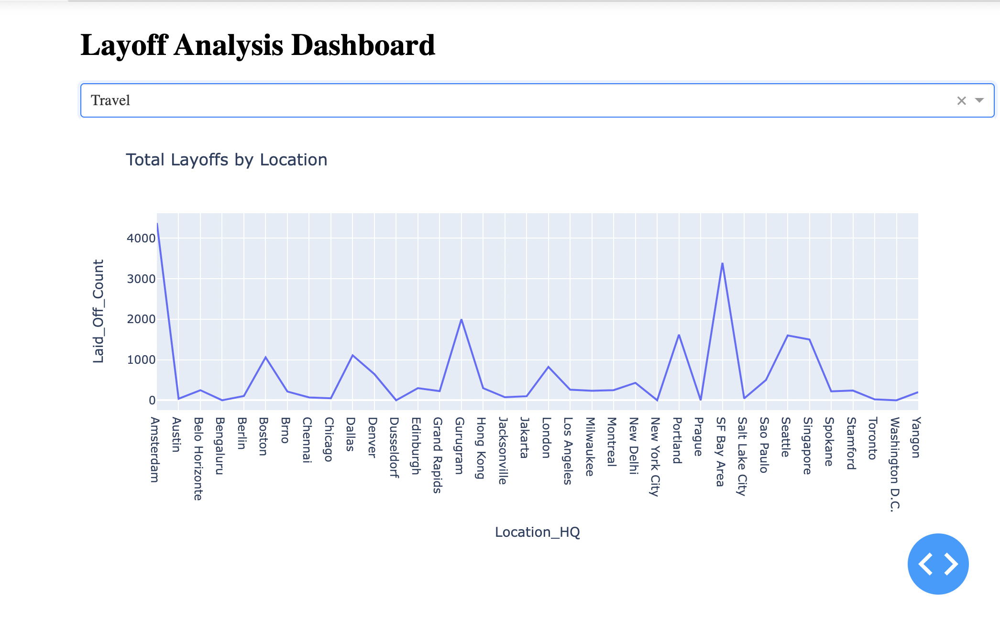 Layoff Analysis Dashboard
Travel
Total Layoffs by Location
4000
3000
2000
1000
0
Laid_Off_Count
Amsterdam
Austin
Belo Horizonte
Bengaluru
Berlin
Boston
Brno
Chennai
Chicago
Dallas
Denver
Dusseldorf
Edinburgh
Grand Rapids
Gurugram
Hong Kong
Jacksonville
Jakarta
London
Los Angeles
Milwaukee
Montreal
New Delhi
New York City
Portland
Prague
SF Bay Area
Salt Lake City
Sao Paulo
Seattle
Singapore
Spokane
Stamford
Toronto
Washington D.C.
Yangon
Location_HQ